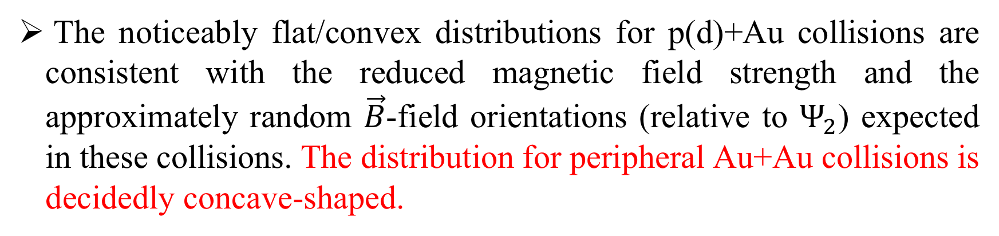 ➢ The noticeably flat/convex distributions for p(d)+Au collisions are
consistent with the reduced magnetic field strength and the
approximately random $\vec{B}$-field orientations (relative to Ψ₂) expected
in these collisions. The distribution for peripheral Au+Au collisions is
decidedly concave-shaped.